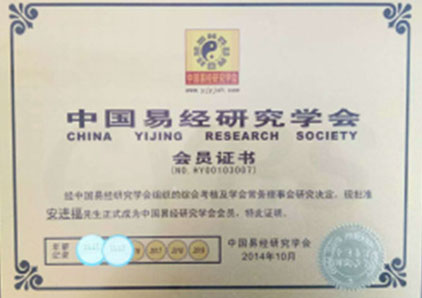 中国易经研究学会
中国易经研究学会
CHINA YIJING RESEARCH SOCIETY
会员证书
(NO. HY00103007)
经中国易经研究学会组织的综合考核及学会常务理事会研究决定，现批准
安进福先生正式成为中国易经研究学会会员，特此证明。
年审
记录
2016 2017 2018 2019
中国易经研究学会
2014年10月